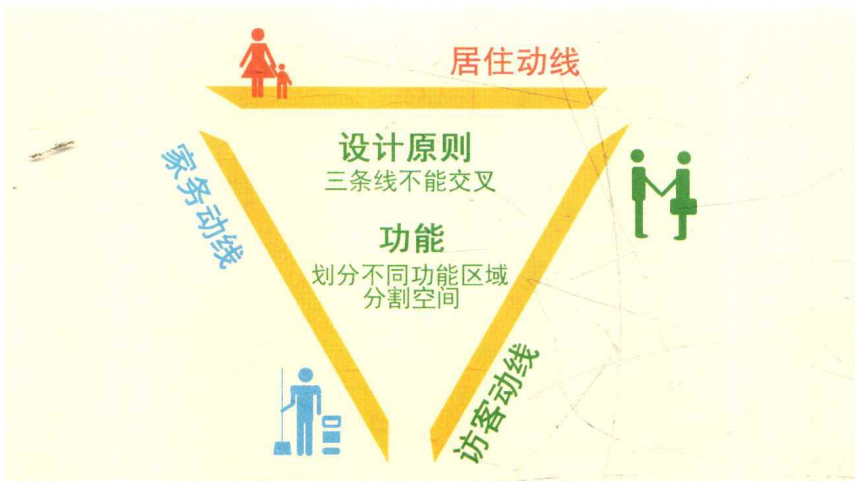 居住动线
设计原则
三条线不能交叉
家务动线
功能
划分不同功能区域
分割空间
访客动线